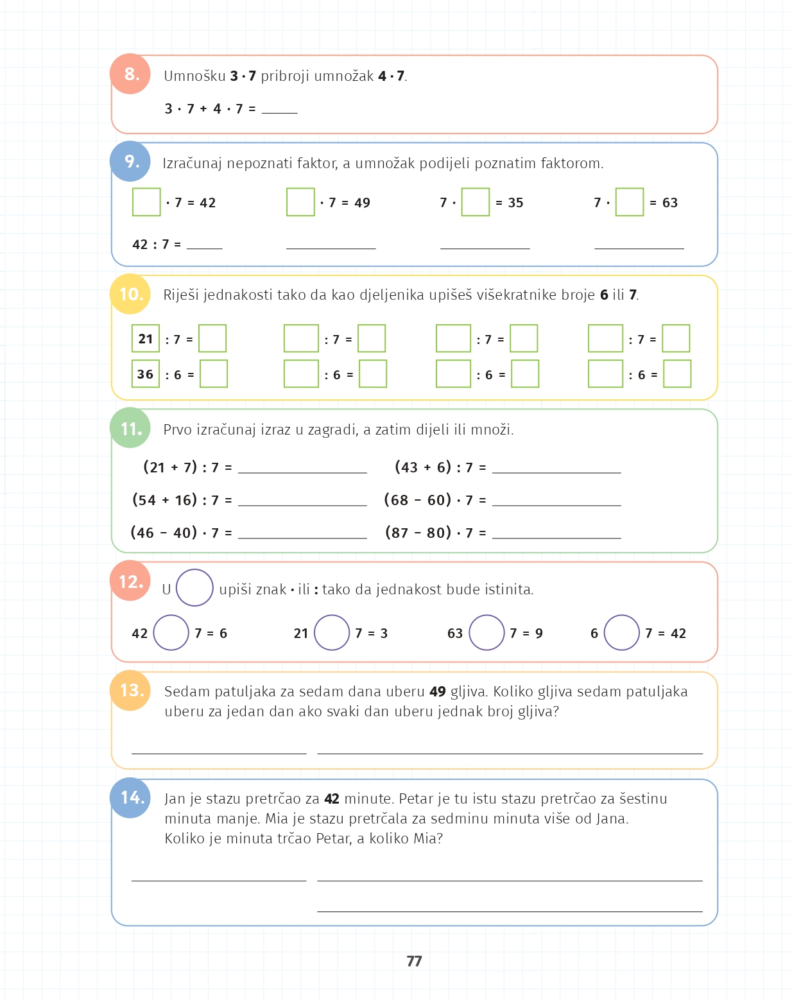 8.
Umnošku 3 · 7 pribroji umnožak 4 · 7.
3 · 7 + 4 · 7 =
9.
Izračunaj nepoznati faktor, a umnožak podijeli poznatim faktorom.
· 7 = 42 · 7 = 49 7 · = 35 7 · = 63
42 : 7 =
10.
Riješi jednakosti tako da kao djeljenika upišeš višekratnike broje 6 ili 7.
21 : 7 = : 7 = : 7 = : 7 =
36 : 6 = : 6 = : 6 = : 6 =
11.
Prvo izračunaj izraz u zagradi, a zatim dijeli ili množi.
(21 + 7) : 7 = (43 + 6) : 7 =
(54 + 16) : 7 = (68 − 60) · 7 =
(46 − 40) · 7 = (87 − 80) · 7 =
12.
U upiši znak · ili : tako da jednakost bude istinita.
42 7 = 6 21 7 = 3 63 7 = 9 6 7 = 42
13.
Sedam patuljaka za sedam dana uberu 49 gljiva. Koliko gljiva sedam patuljaka
uberu za jedan dan ako svaki dan uberu jednak broj gljiva?
14.
Jan je stazu pretrčao za 42 minute. Petar je tu istu stazu pretrčao za šestinu
minuta manje. Mia je stazu pretrčala za sedminu minuta više od Jana.
Koliko je minuta trčao Petar, a koliko Mia?
77